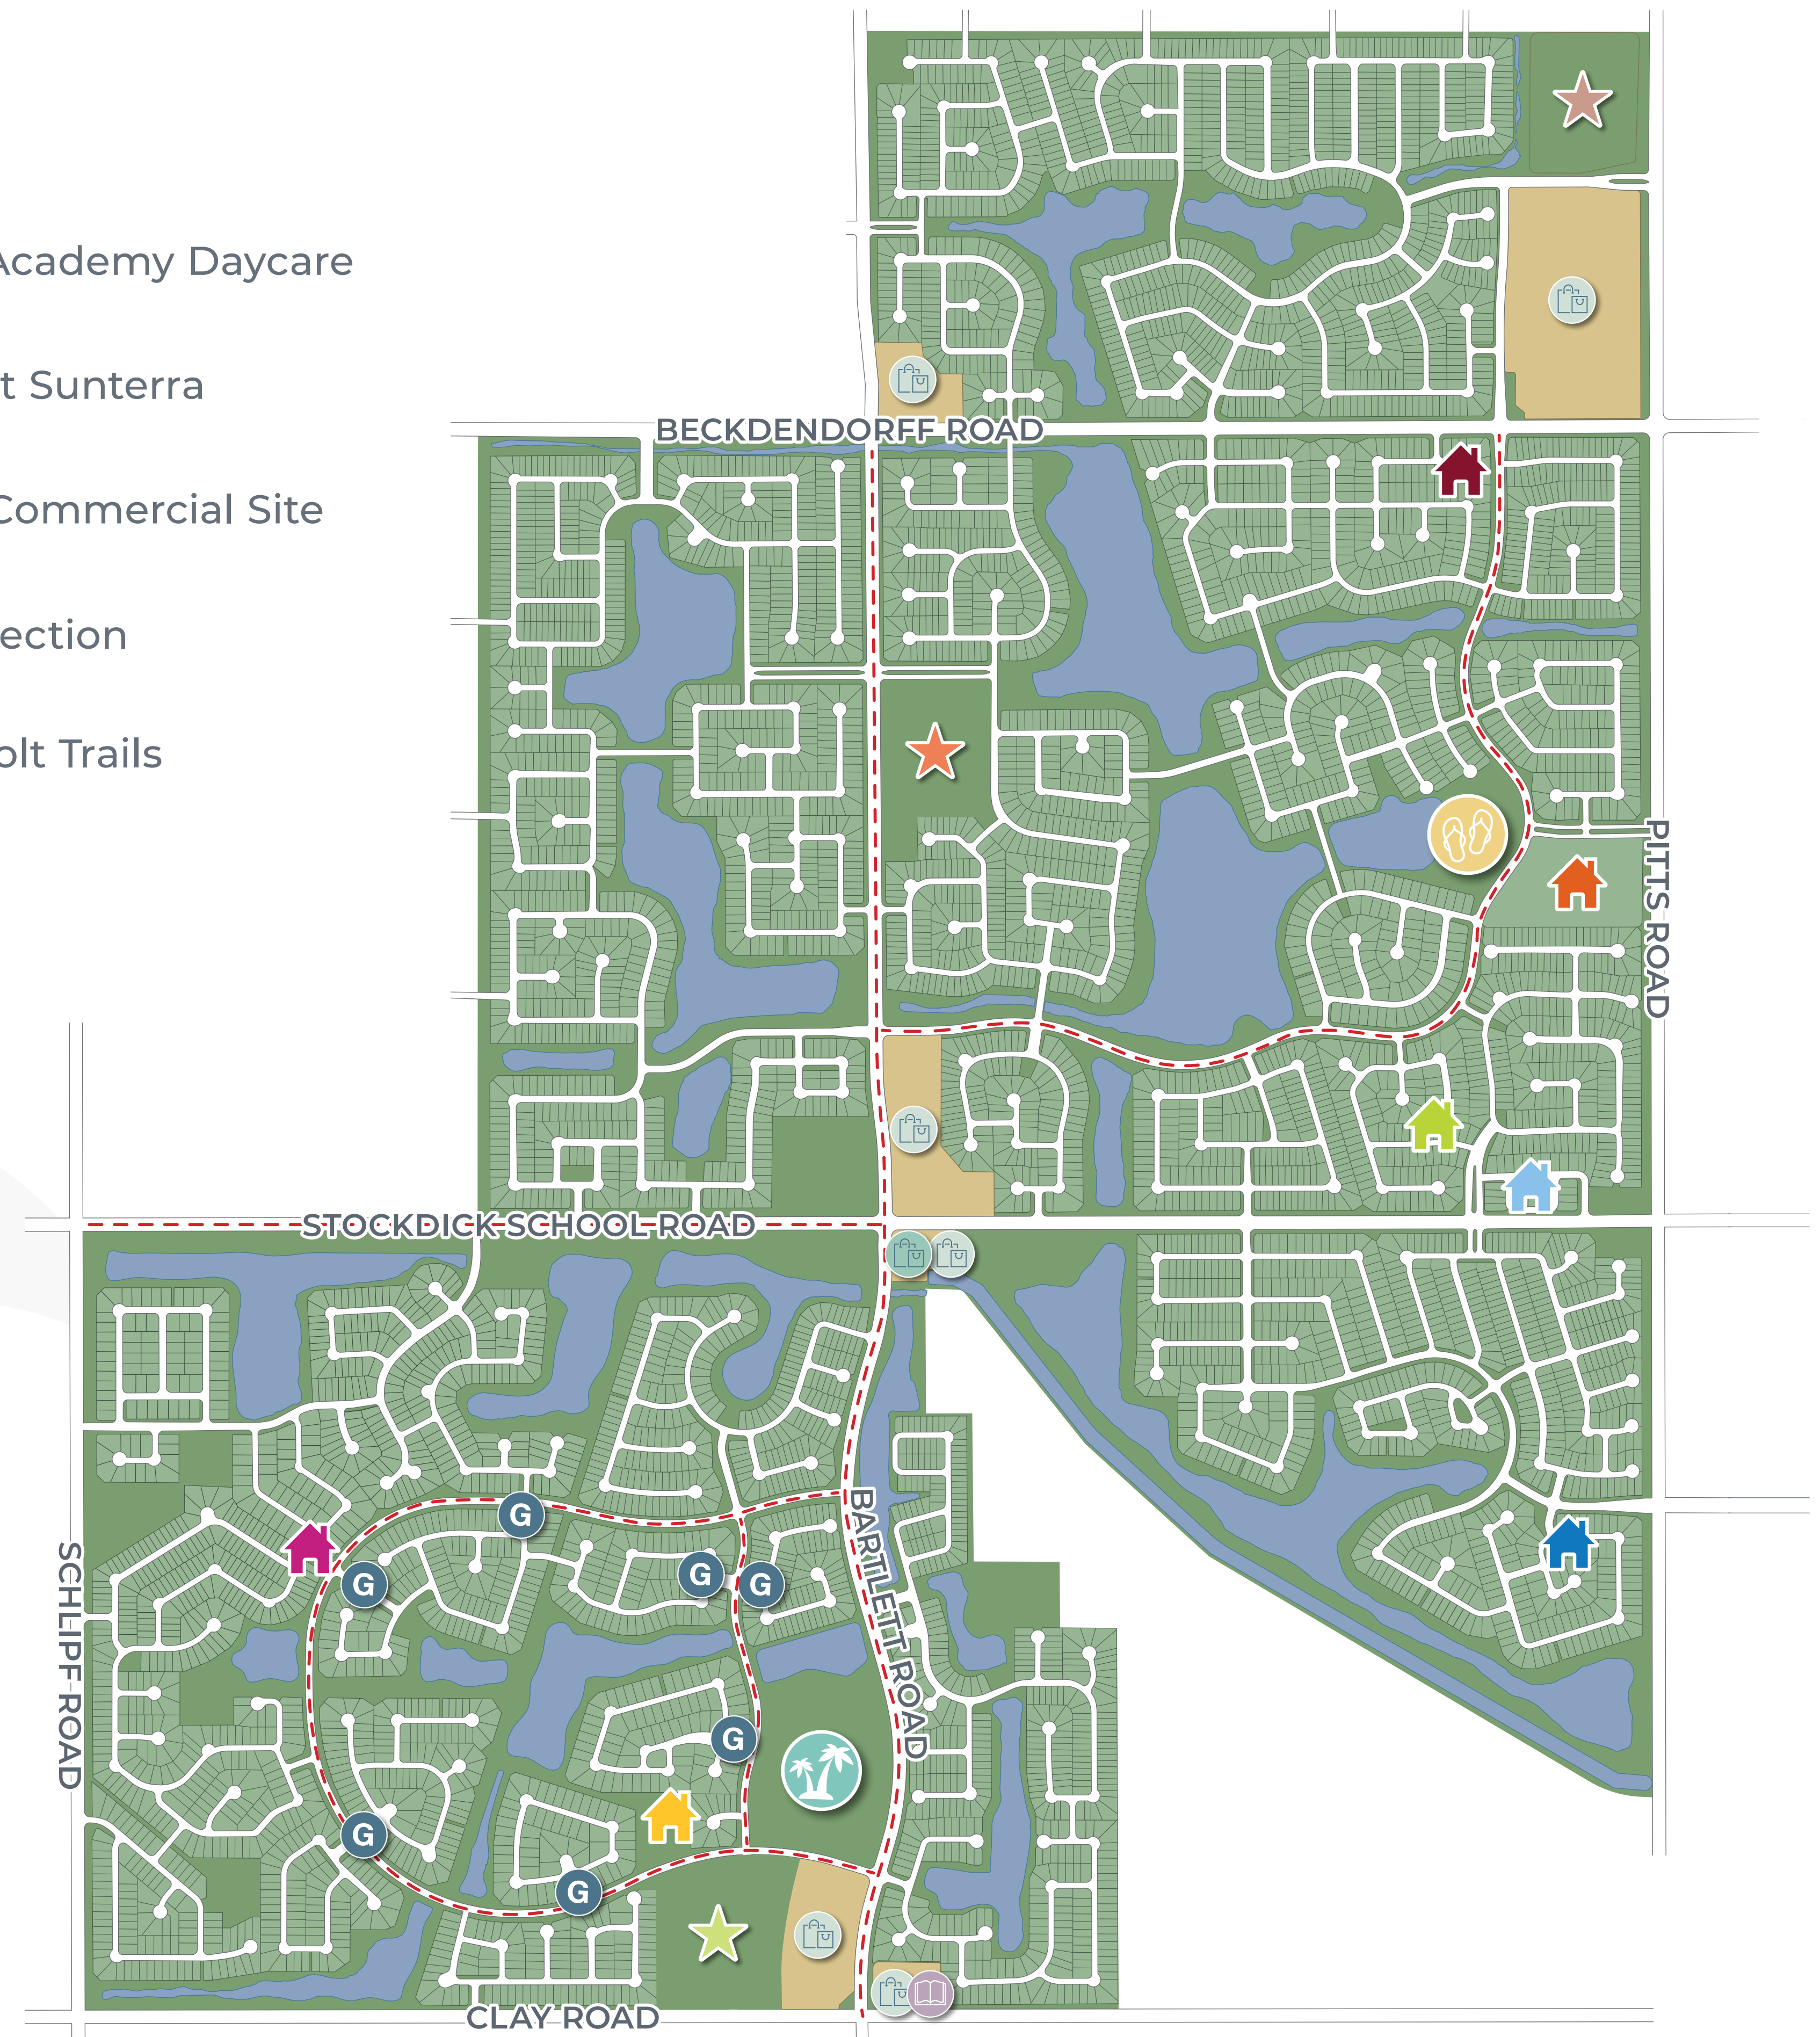 Academy Daycare
t Sunterra
Commercial Site
ection
olt Trails
BECKDENDORFF ROAD
PITTS ROAD
STOCKDICK SCHOOL ROAD
BARTLETT ROAD
SCHLIPF ROAD
G
G
G
G
G
G
G
CLAY ROAD